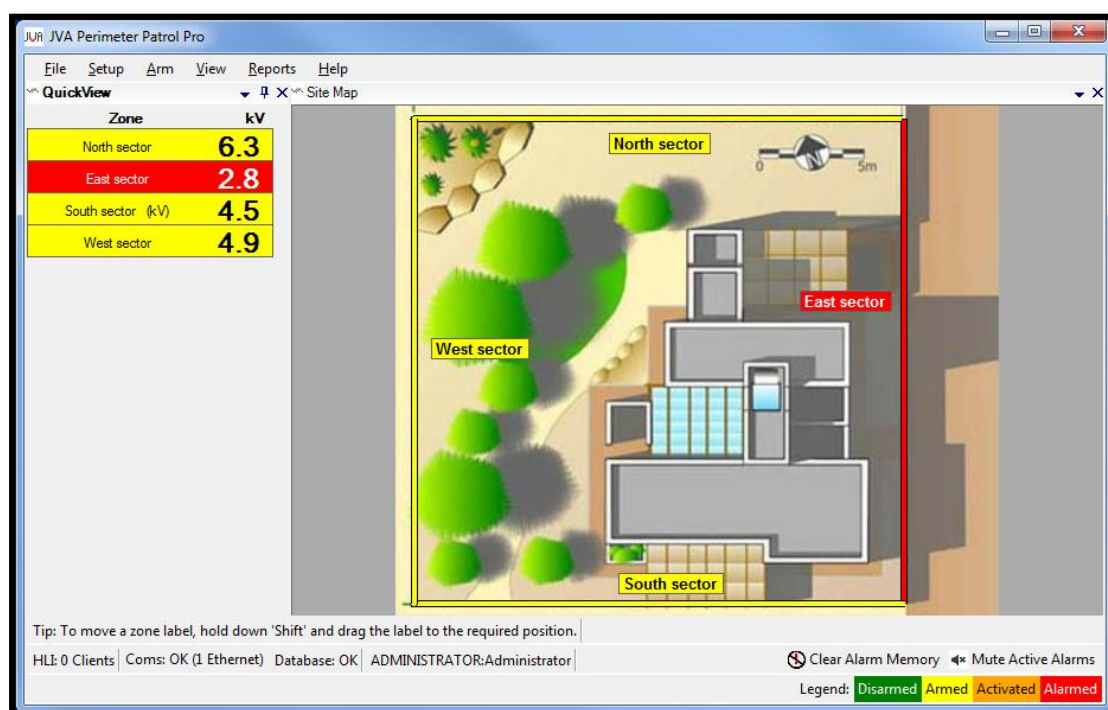 JVA JVA Perimeter Patrol Pro
File Setup Arm View Reports Help
QuickView
Site Map
Zone kV
North sector 6.3
East sector 2.8
South sector (kV) 4.5
West sector 4.9
North sector
N
0 5m
East sector
West sector
South sector
Tip: To move a zone label, hold down 'Shift' and drag the label to the required position.
HLI: 0 Clients Coms: OK (1 Ethernet) Database: OK ADMINISTRATOR:Administrator Clear Alarm Memory Mute Active Alarms
Legend: Disarmed Armed Activated Alarmed